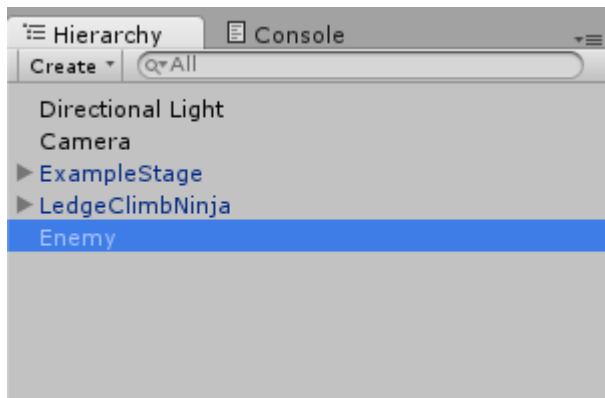 Hierarchy Console
Create All
Directional Light
Camera
ExampleStage
LedgeClimbNinja
Enemy